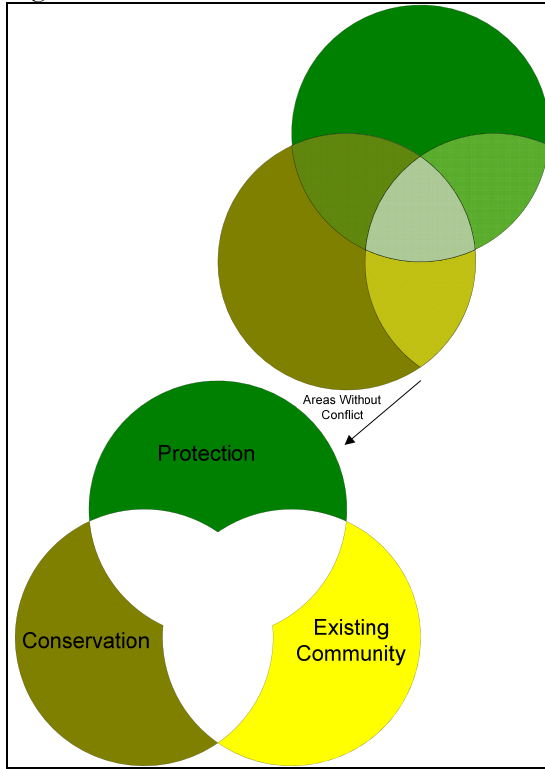 Areas Without
Conflict
Protection
Conservation
Existing
Community